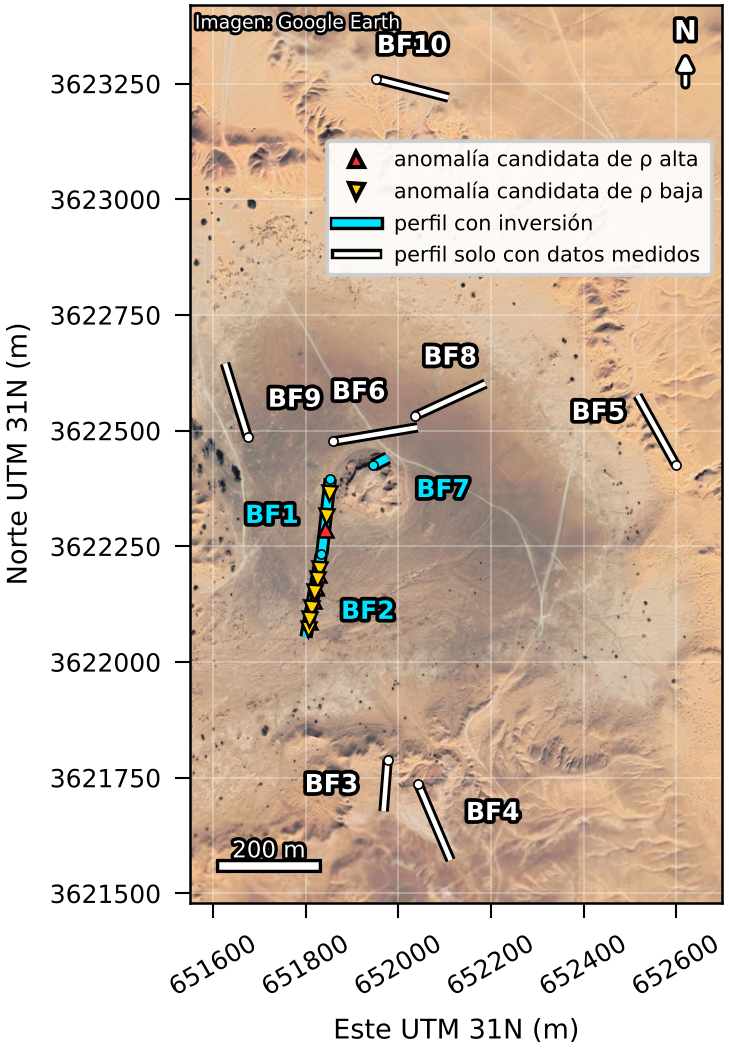 Imagen: Google Earth
BF10
N
anomalía candidata de ρ alta
anomalía candidata de ρ baja
perfil con inversión
perfil solo con datos medidos
BF8
BF9
BF6
BF5
BF7
BF1
BF2
BF3
BF4
200 m
3623250
3623000
3622750
3622500
3622250
3622000
3621750
3621500
Norte UTM 31N (m)
651600
651800
652000
652200
652400
652600
Este UTM 31N (m)